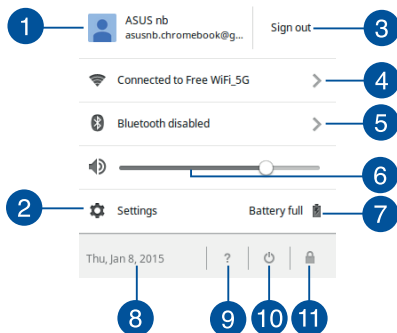 1
ASUS nb
asusnb.chromebook@g...
Sign out
3
Connected to Free WiFi_5G
4
Bluetooth disabled
5
6
2
Settings
Battery full
7
Thu, Jan 8, 2015
?
8
9
10
11